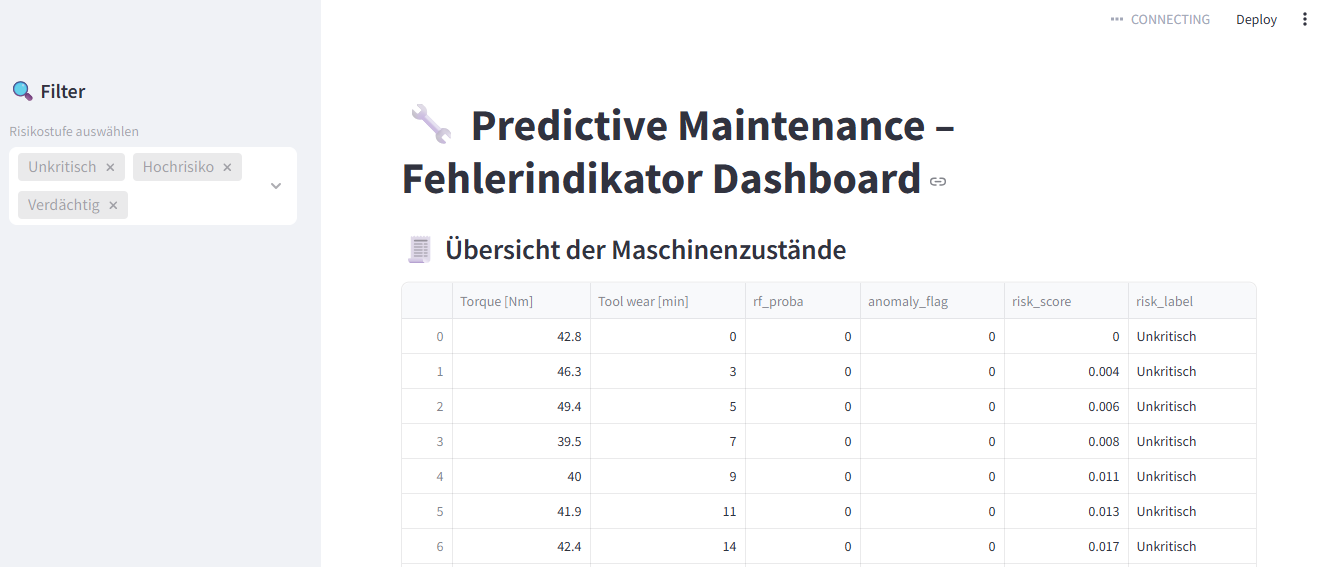 CONNECTING Deploy
Filter
Risikostufe auswählen
Unkritisch × Hochrisiko ×
Verdächtig ×
Predictive Maintenance –
Fehlerindikator Dashboard
Übersicht der Maschinenzustände
Torque [Nm] Tool wear [min] rf_proba anomaly_flag risk_score risk_label
0 42.8 0 0 0 0 Unkritisch
1 46.3 3 0 0 0.004 Unkritisch
2 49.4 5 0 0 0.006 Unkritisch
3 39.5 7 0 0 0.008 Unkritisch
4 40 9 0 0 0.011 Unkritisch
5 41.9 11 0 0 0.013 Unkritisch
6 42.4 14 0 0 0.017 Unkritisch